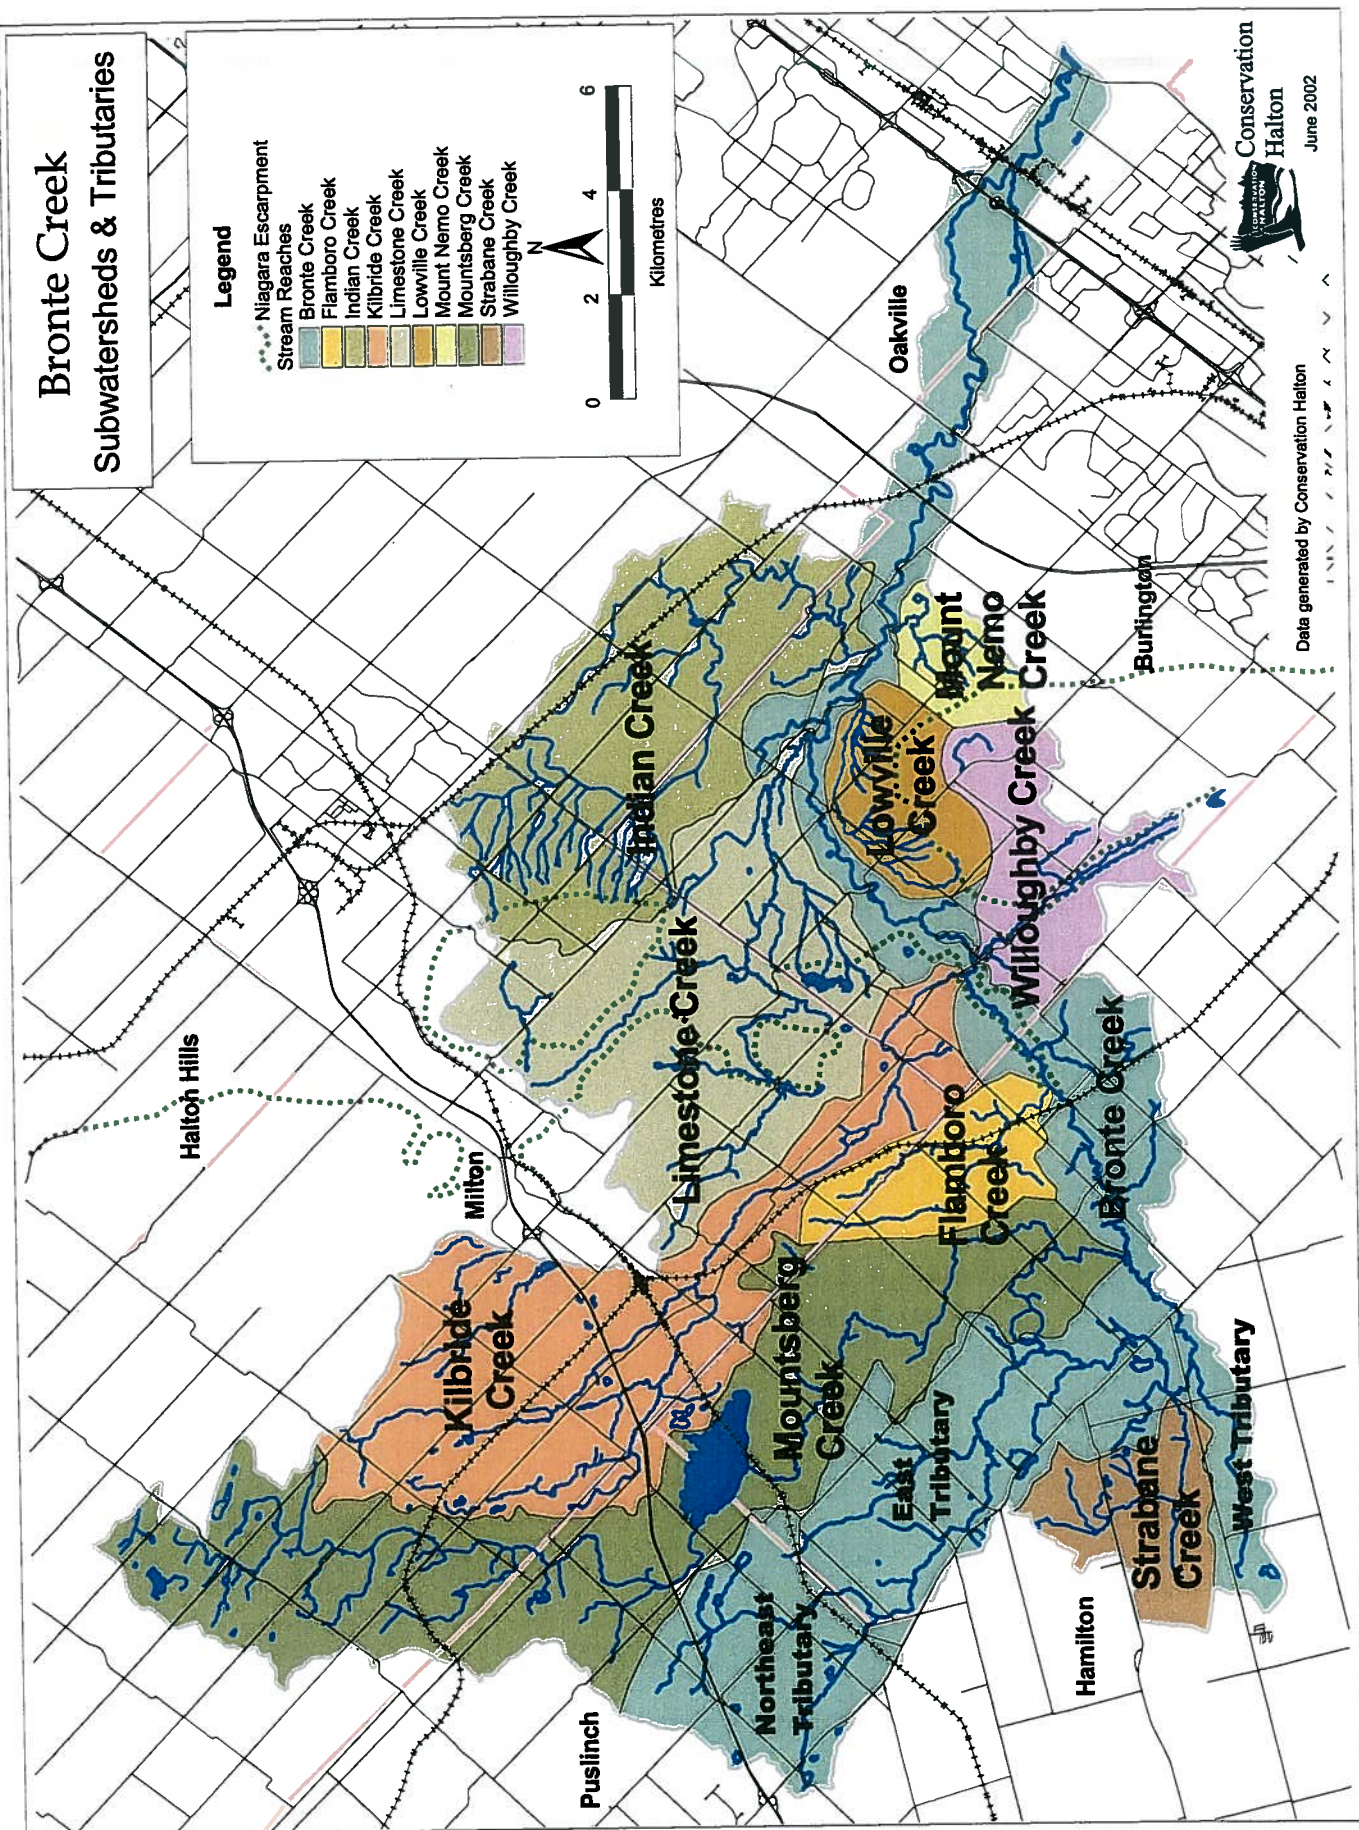 Bronte Creek
Subwatersheds & Tributaries
Legend
Niagara Escarpment
Stream Reaches
Bronte Creek
Flamboro Creek
Indian Creek
Kilbride Creek
Limestone Creek
Lowville Creek
Mount Nemo Creek
Mountsberg Creek
Strabane Creek
Willoughby Creek
N
0 2 4 6
Kilometres
Halton Hills
Milton
Oakville
Puslinch
Hamilton
Burlington
Kilbride
Creek
Limestone Creek
Indian Creek
Mountsberg
Creek
Flamboro
Creek
Lowville
Creek
Mount
Nemo
Creek
Willoughby Creek
Bronte Creek
Northeast
Tributary
East
Tributary
Strabane
Creek
West Tributary
CONSERVATION
HALTON
Conservation
Halton
June 2002
Data generated by Conservation Halton